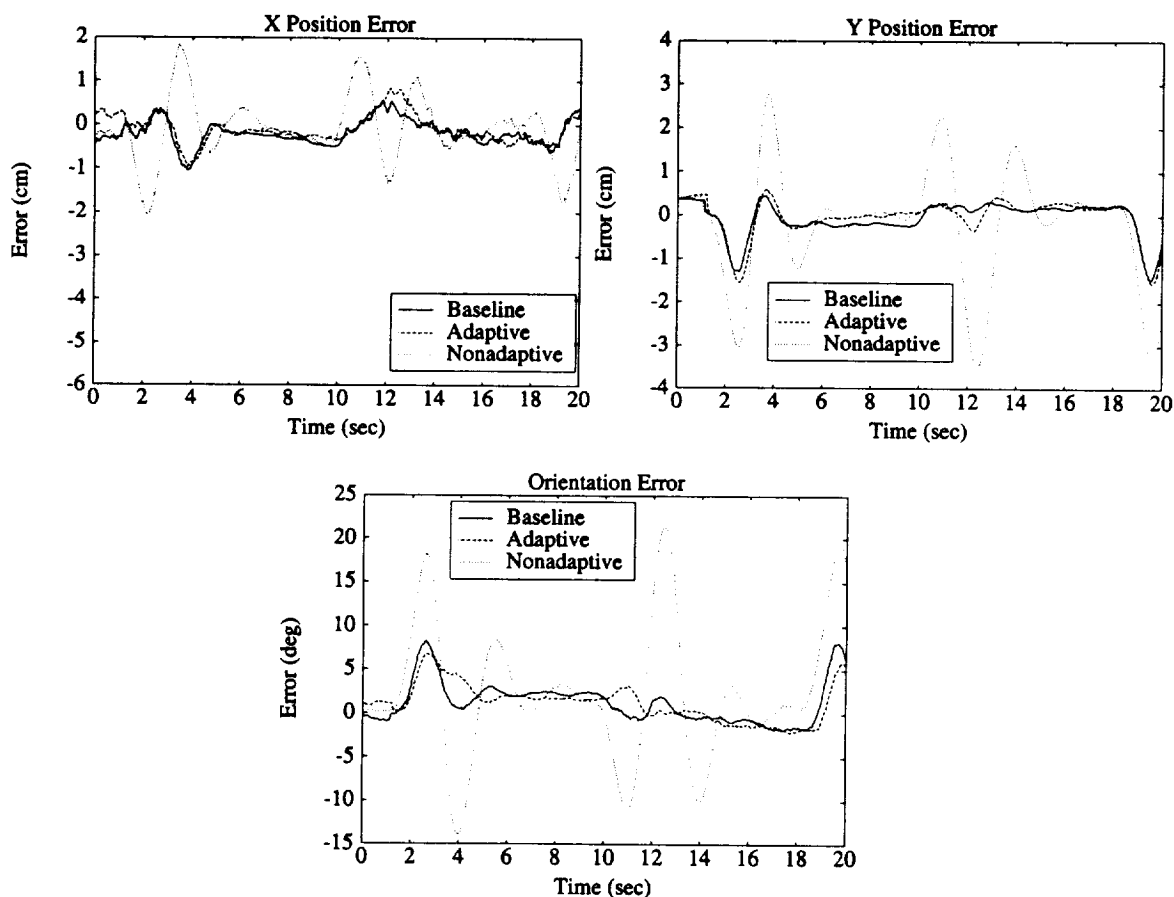 X Position Error
2
1
0
-1
-2
-3
-4
-5
-6
Error (cm)
Baseline
Adaptive
Nonadaptive
0 2 4 6 8 10 12 14 16 18 20
Time (sec)
Y Position Error
4
3
2
1
0
-1
-2
-3
-4
Error (cm)
Baseline
Adaptive
Nonadaptive
0 2 4 6 8 10 12 14 16 18 20
Time (sec)
Orientation Error
25
20
15
10
5
0
-5
-10
-15
Error (deg)
Baseline
Adaptive
Nonadaptive
0 2 4 6 8 10 12 14 16 18 20
Time (sec)